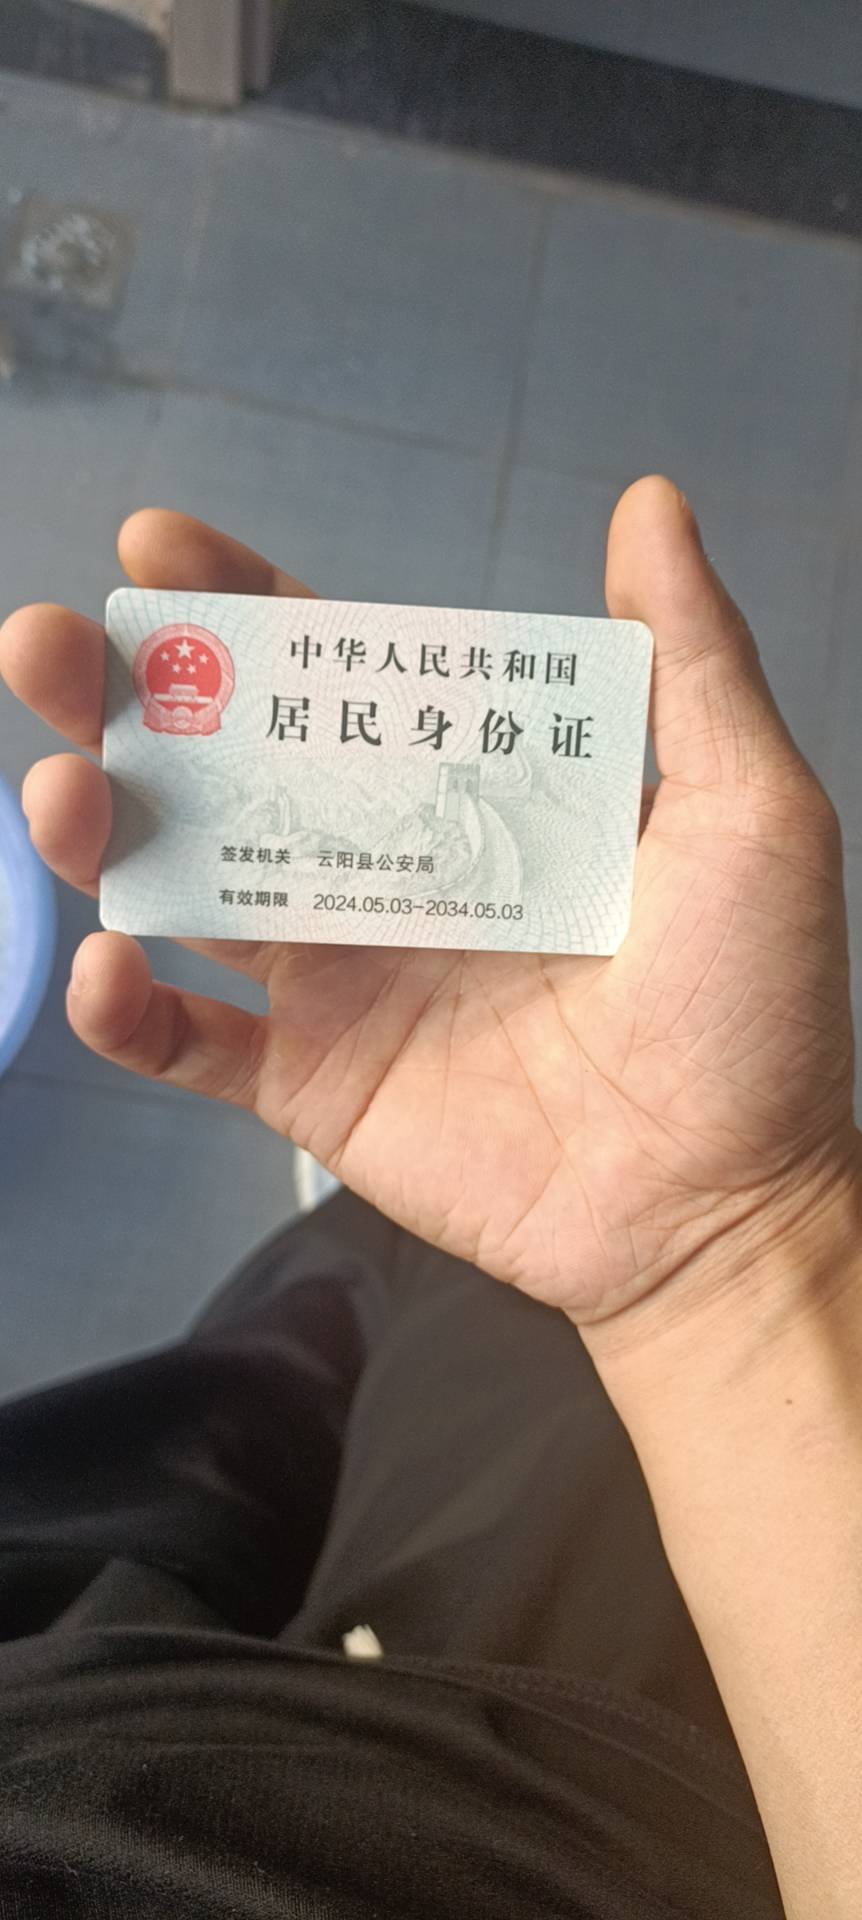 中华人民共和国
居民身份证
签发机关 云阳县公安局
有效期限 2024.05.03-2034.05.03